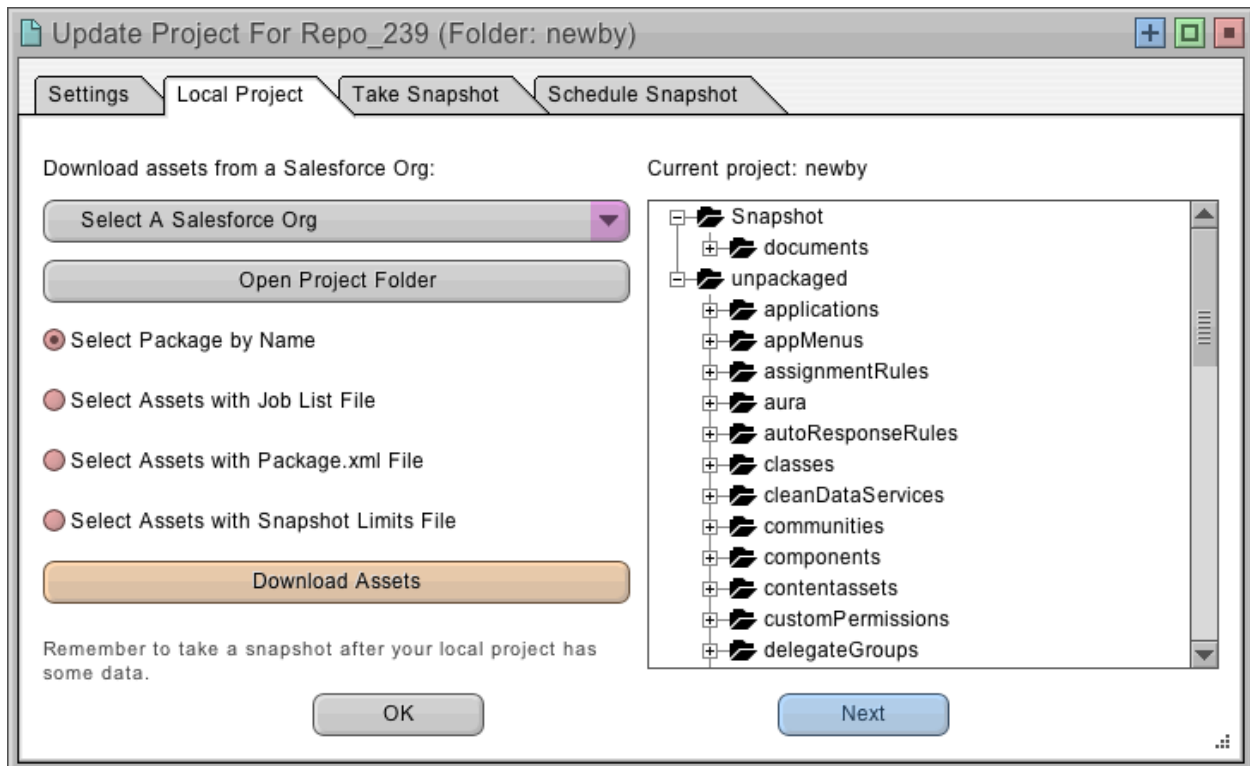 Update Project For Repo_239 (Folder: newby)
Settings
Local Project
Take Snapshot
Schedule Snapshot
Download assets from a Salesforce Org:
Select A Salesforce Org
Open Project Folder
Select Package by Name
Select Assets with Job List File
Select Assets with Package.xml File
Select Assets with Snapshot Limits File
Download Assets
Remember to take a snapshot after your local project has
some data.
Current project: newby
Snapshot
documents
unpackaged
applications
appMenus
assignmentRules
aura
autoResponseRules
classes
cleanDataServices
communities
components
contentassets
customPermissions
delegateGroups
OK
Next